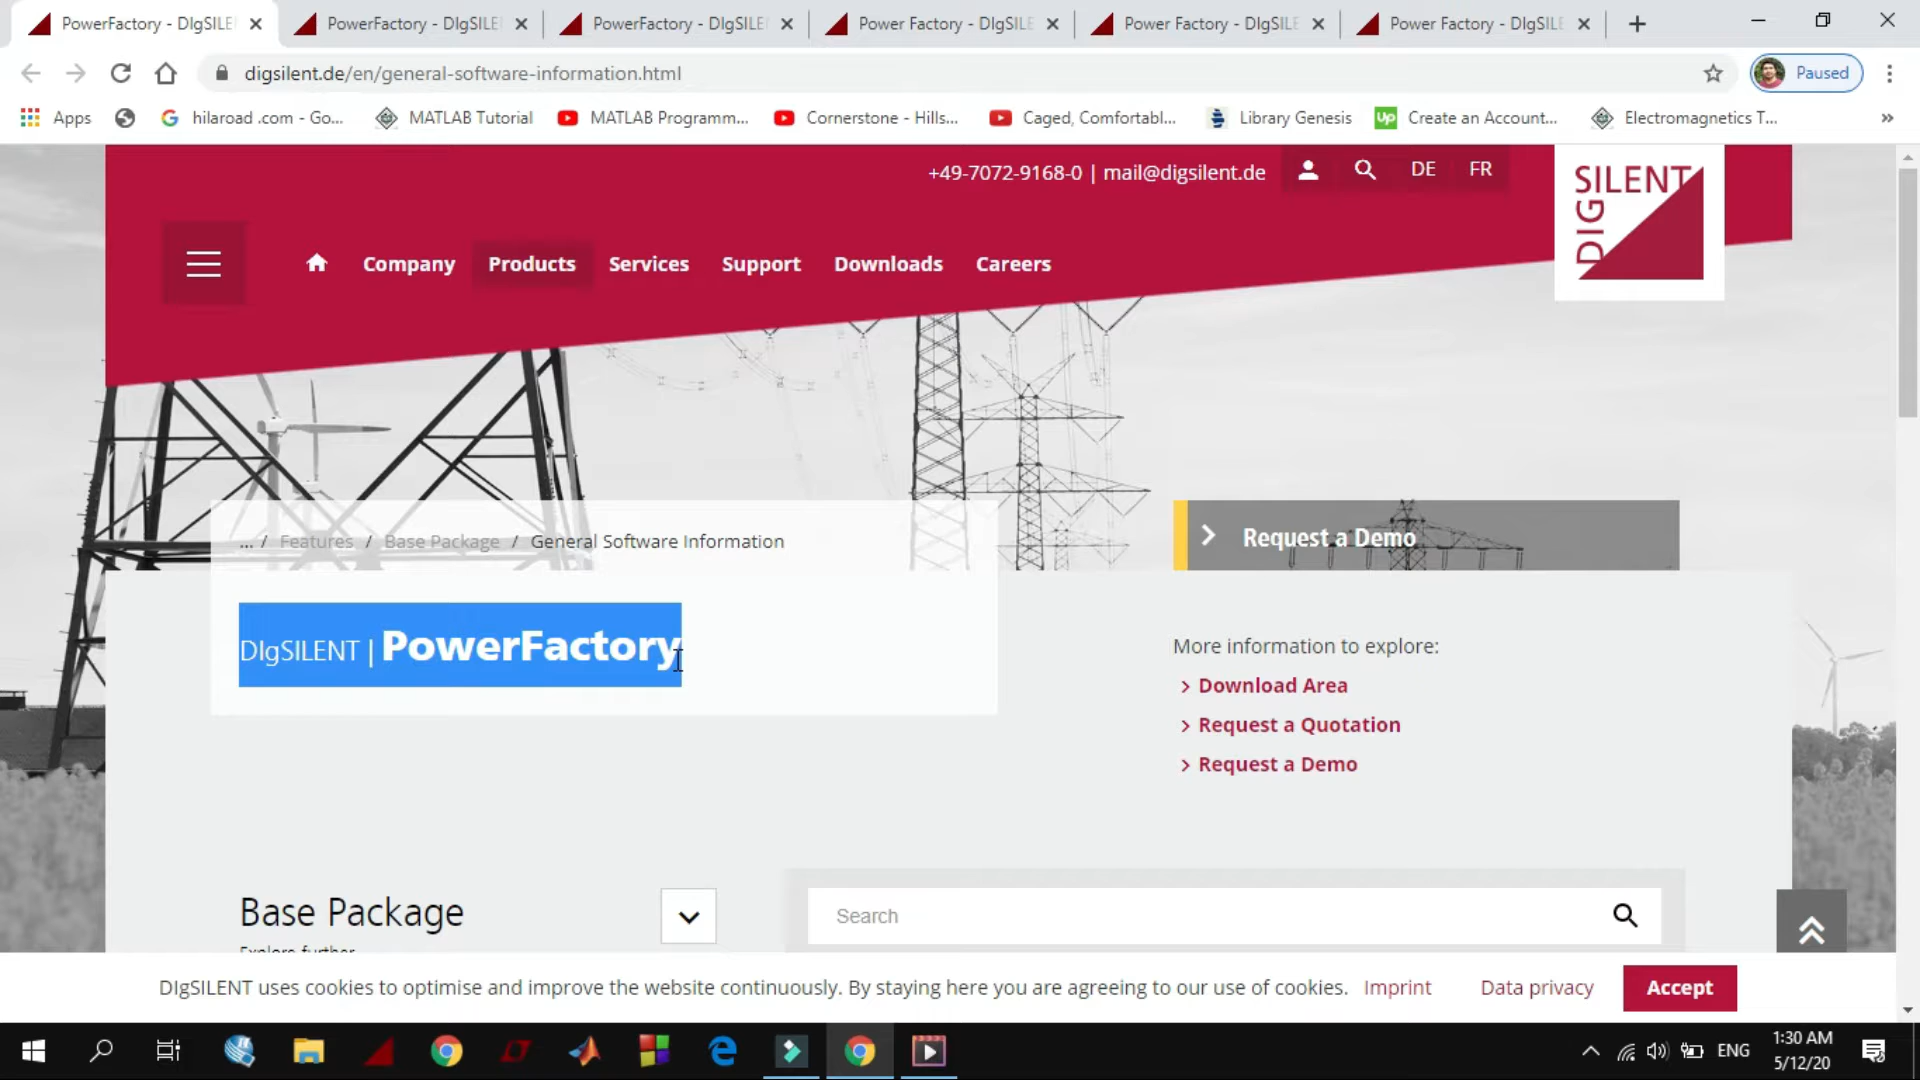 PowerFactory - DIgSILE
PowerFactory - DIgSILE
PowerFactory - DIgSILE
Power Factory - DIgSILE
Power Factory - DIgSILE
Power Factory - DIgSILE
digsilent.de/en/general-software-information.html
Paused
Apps
hilaroad .com - Go...
MATLAB Tutorial
MATLAB Programm...
Cornerstone - Hills...
Caged, Comfortabl...
Library Genesis
Up
Create an Account...
Electromagnetics T...
»
+49-7072-9168-0 | mail@digsilent.de
DE
FR
DIG
SILENT
Company
Products
Services
Support
Downloads
Careers
... / Features / Base Package / General Software Information
Request a Demo
DIgSILENT | PowerFactory
More information to explore:
Download Area
Request a Quotation
Request a Demo
Base Package
Explore further
Search
DIgSILENT uses cookies to optimise and improve the website continuously. By staying here you are agreeing to our use of cookies.
Imprint
Data privacy
Accept
ENG
1:30 AM
5/12/20